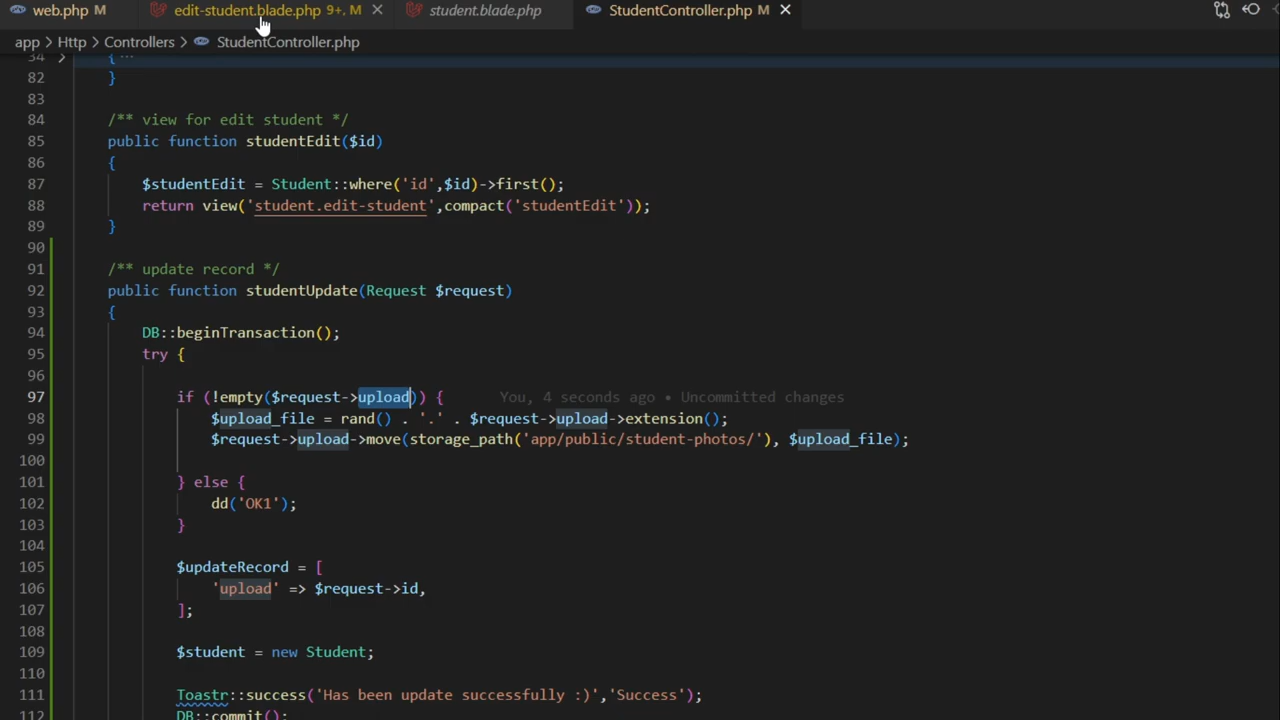 web.php M edit-student.blade.php 9+, M student.blade.php StudentController.php M
app > Http > Controllers > StudentController.php
34 { ...
82 }
83
84 /** view for edit student */
85 public function studentEdit($id)
86 {
87 $studentEdit = Student::where('id',$id)->first();
88 return view('student.edit-student',compact('studentEdit'));
89 }
90
91 /** update record */
92 public function studentUpdate(Request $request)
93 {
94 DB::beginTransaction();
95 try {
96
97 if (!empty($request->upload)) { You, 4 seconds ago • Uncommitted changes
98 $upload_file = rand() . '.' . $request->upload->extension();
99 $request->upload->move(storage_path('app/public/student-photos/'), $upload_file);
100
101 } else {
102 dd('OK1');
103 }
104
105 $updateRecord = [
106 'upload' => $request->id,
107 ];
108
109 $student = new Student;
110
111 Toastr::success('Has been update successfully :)','Success');
112 DB::commit();